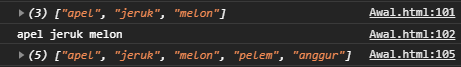 (3) ["apel", "jeruk", "melon"] Awal.html:101
apel jeruk melon Awal.html:102
(5) ["apel", "jeruk", "melon", "pelem", "anggur"] Awal.html:105